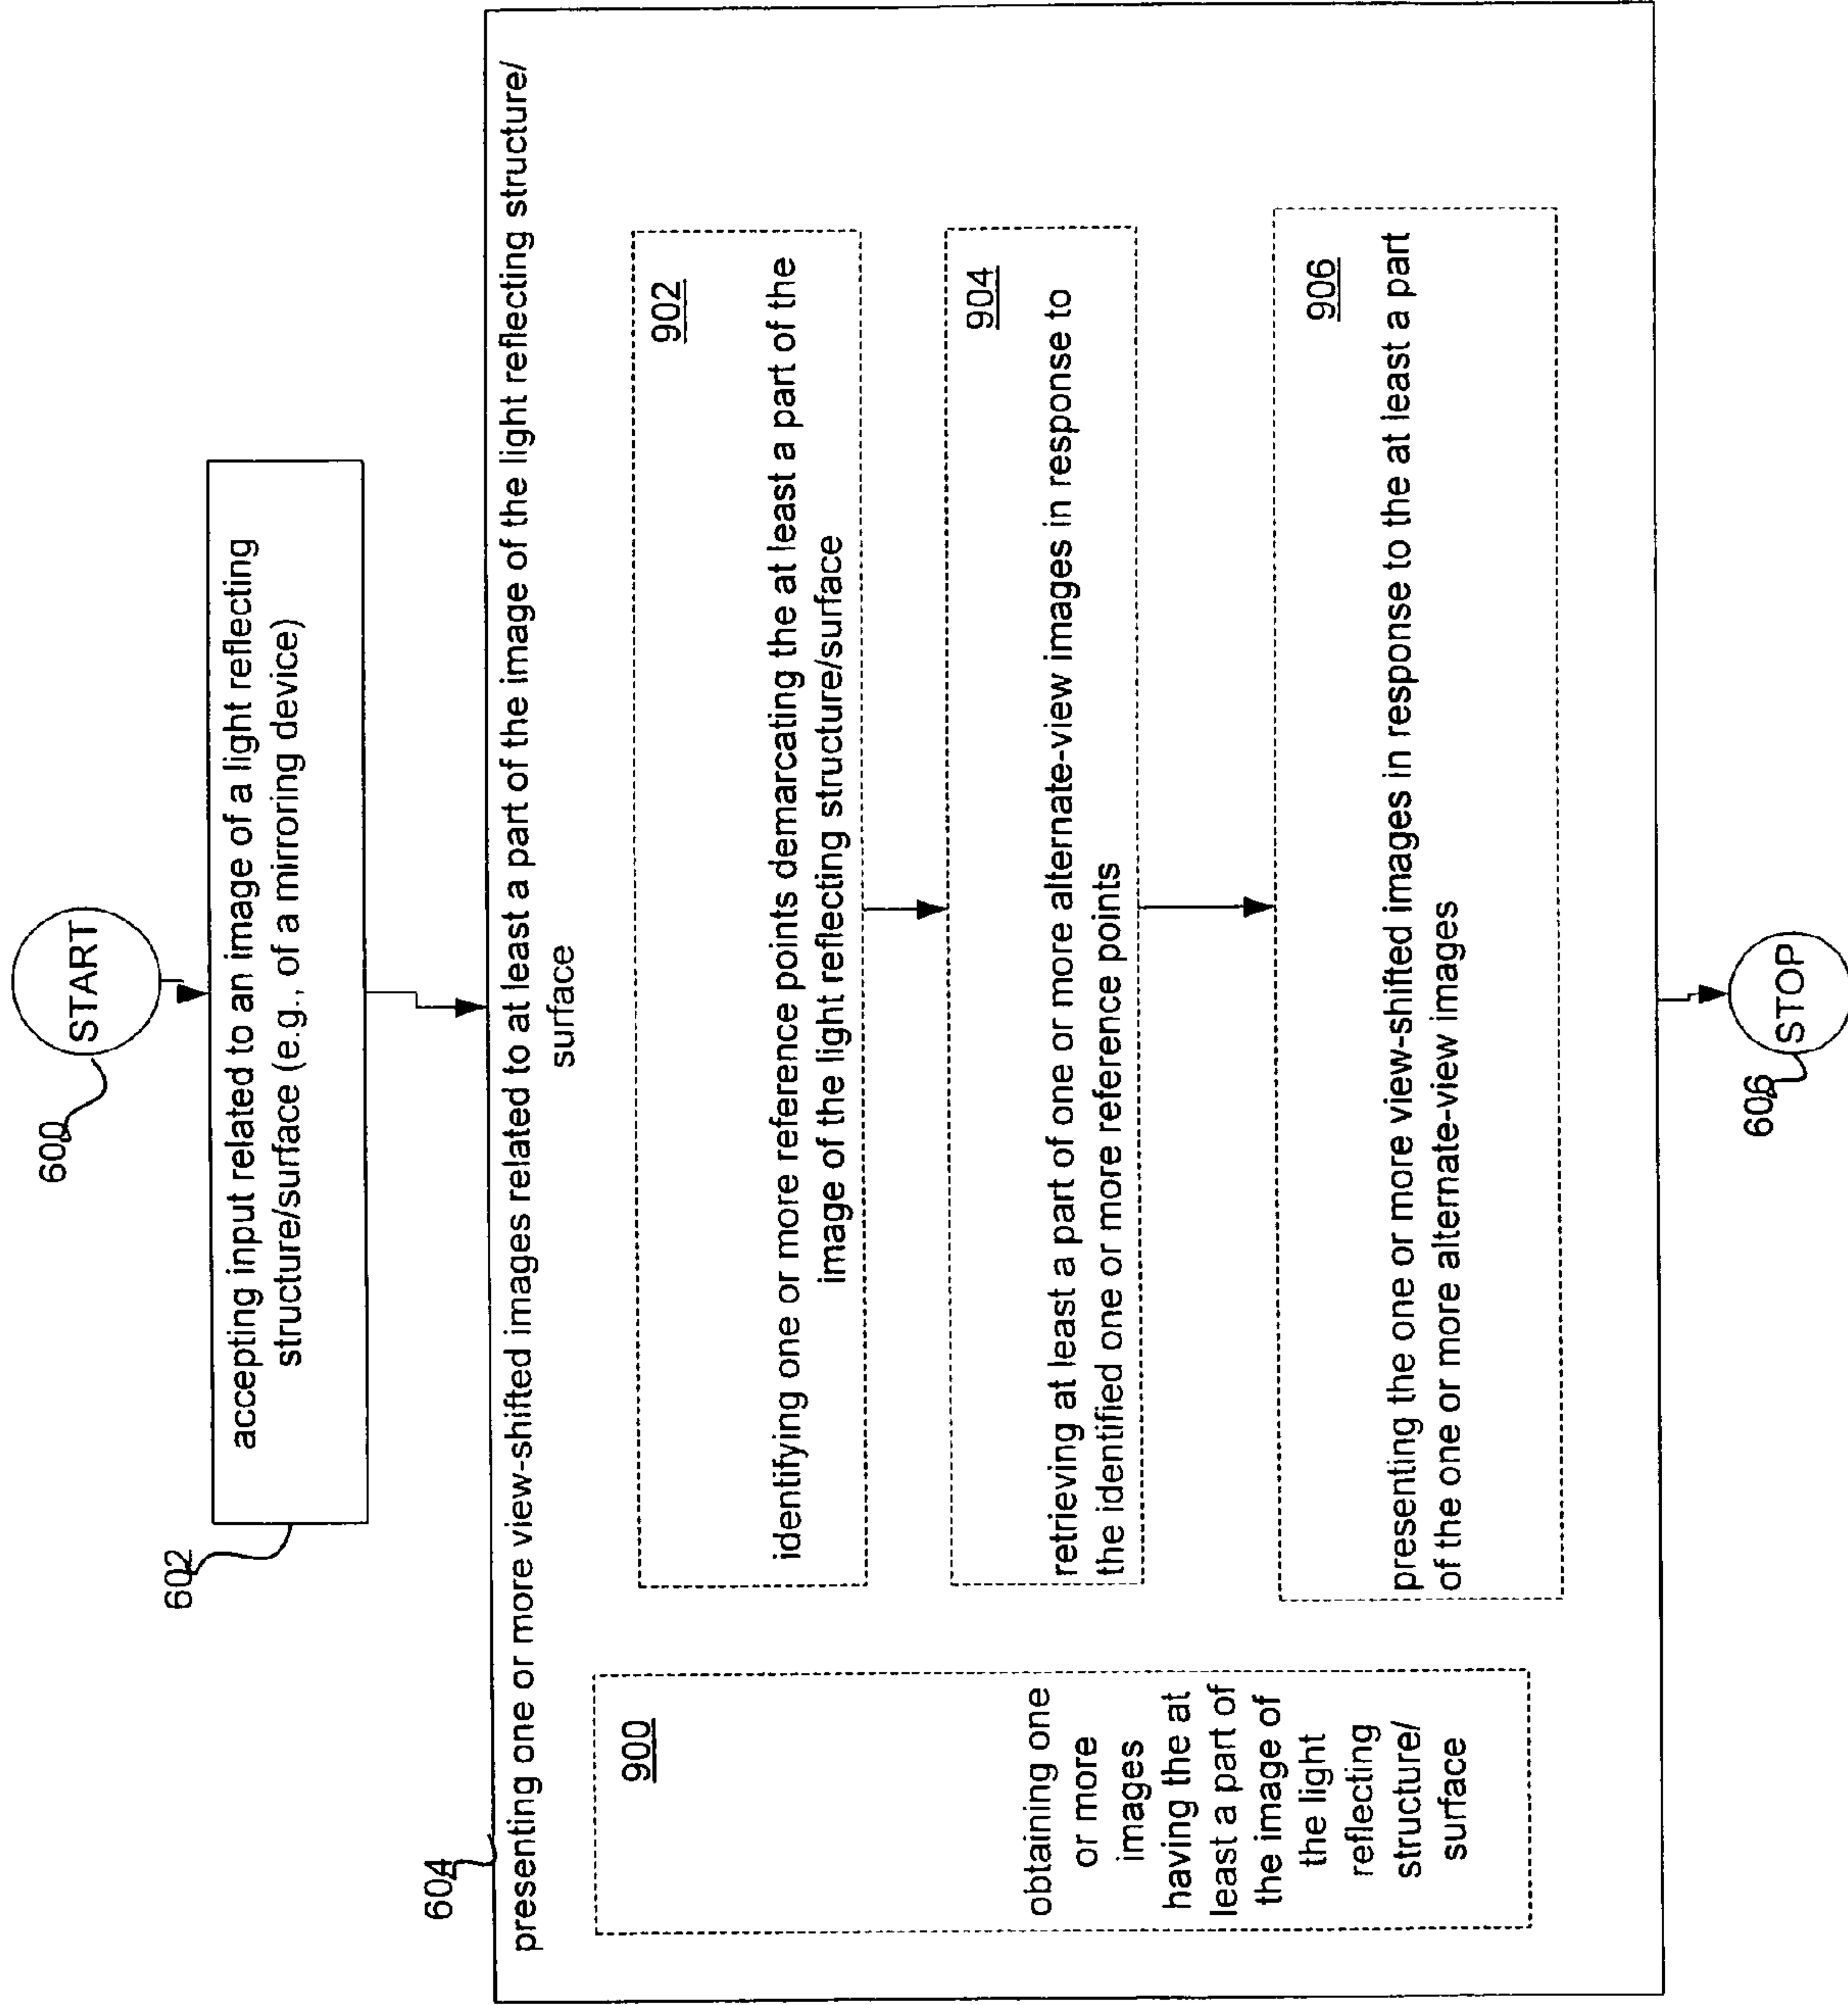 START
600
602
accepting input related to an image of a light reflecting
structure/surface (e.g., of a mirroring device)
604
presenting one or more view-shifted images related to at least a part of the image of the light reflecting structure/
surface
900
obtaining one
or more
images
having the at
least a part of
the image of
the light
reflecting
structure/
surface
902
identifying one or more reference points demarcating the at least a part of the
image of the light reflecting structure/surface
904
retrieving at least a part of one or more alternate-view images in response to
the identified one or more reference points
906
presenting the one or more view-shifted images in response to the at least a part
of the one or more alternate-view images
606
STOP